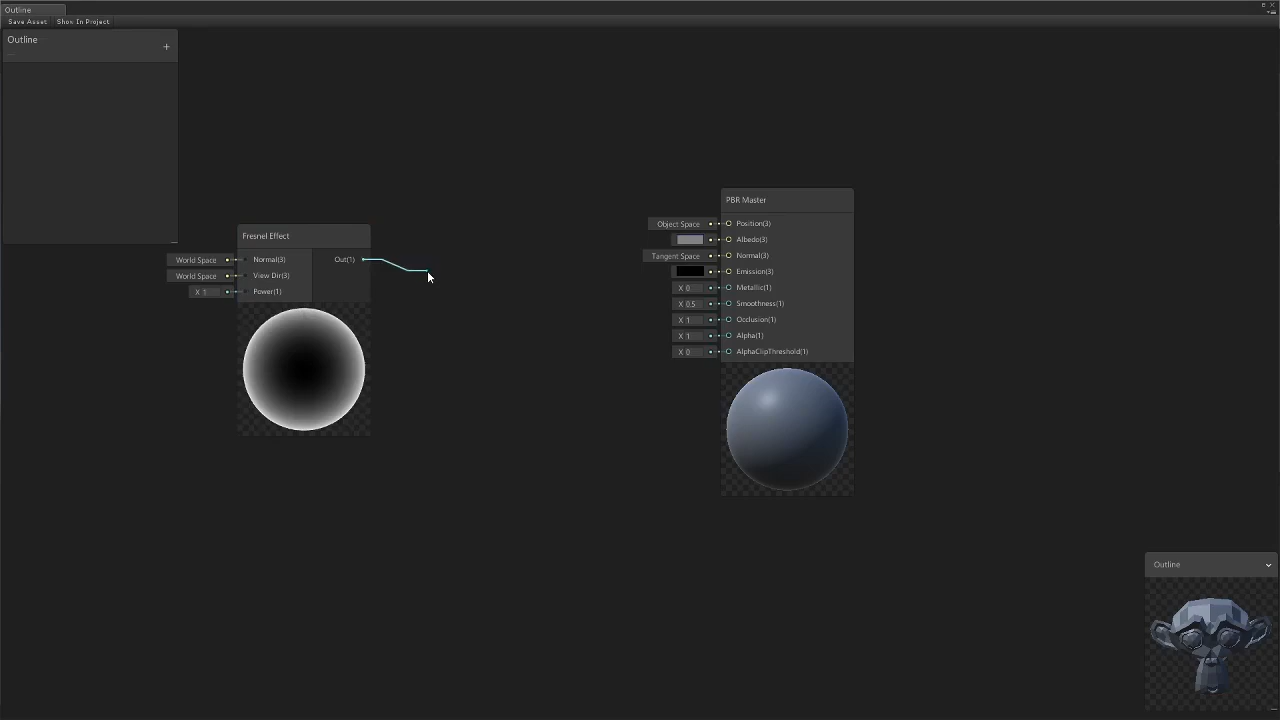 Outline
Save Asset Show In Project
Outline
+
Fresnel Effect
World Space Normal(3) Out(1)
World Space View Dir(3)
X 1 Power(1)
PBR Master
Object Space Position(3)
Albedo(3)
Tangent Space Normal(3)
Emission(3)
X 0 Metallic(1)
X 0.5 Smoothness(1)
X 1 Occlusion(1)
X 1 Alpha(1)
X 0 AlphaClipThreshold(1)
Outline